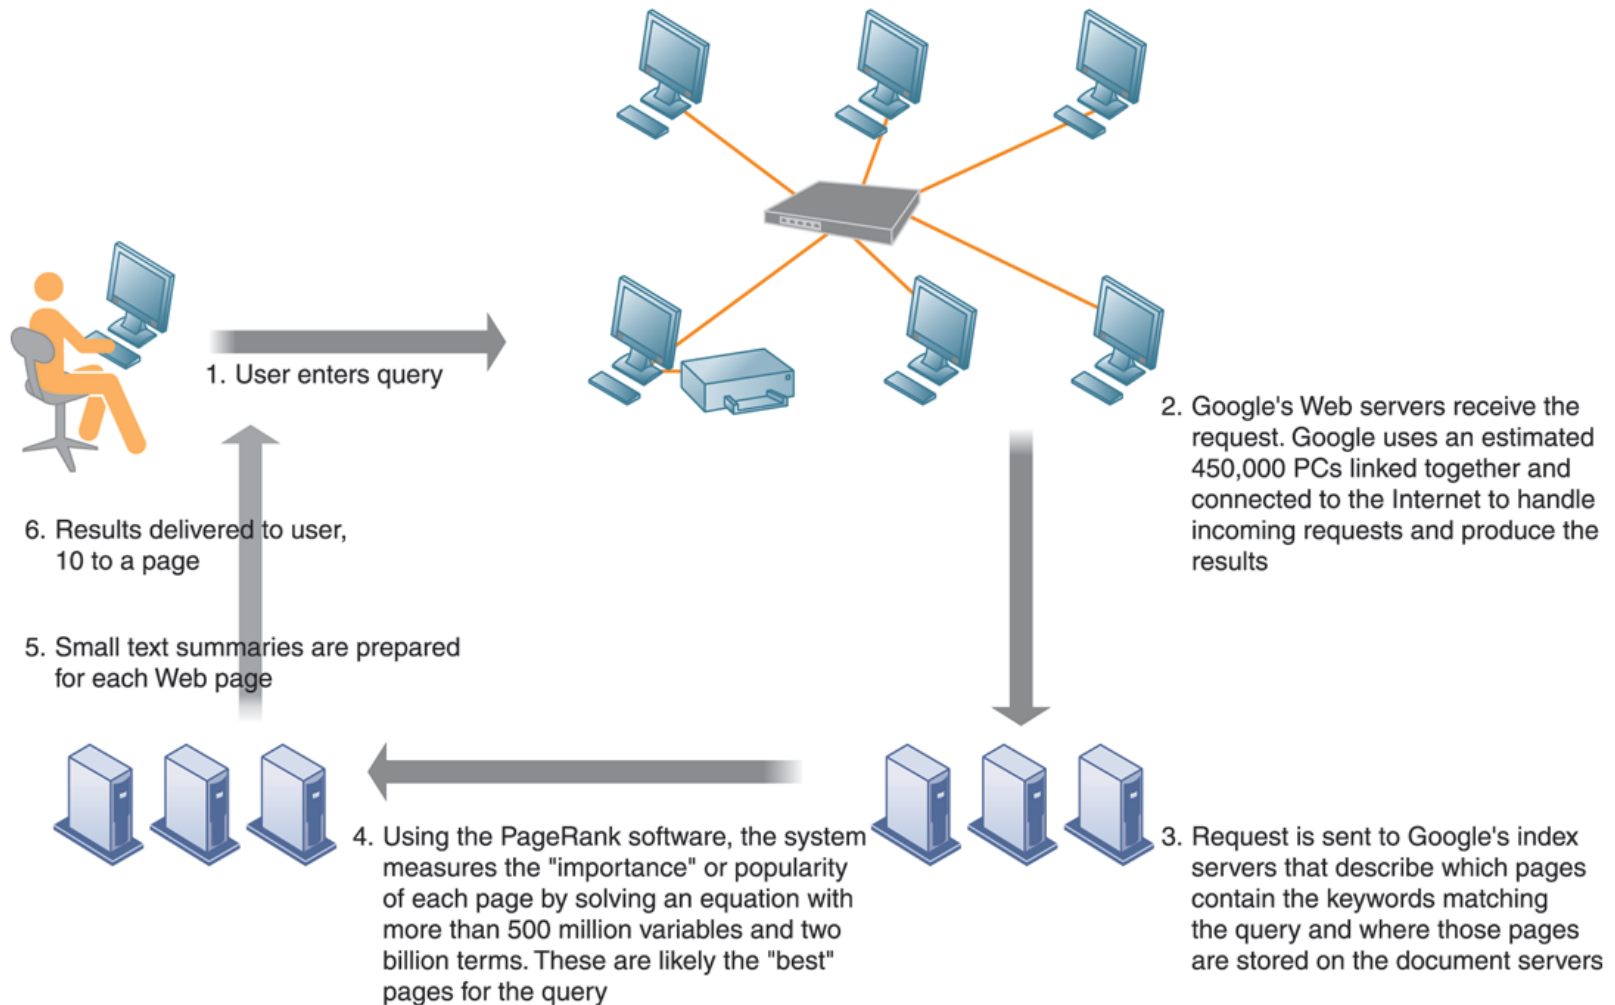 1. User enters query
2. Google's Web servers receive the
request. Google uses an estimated
450,000 PCs linked together and
connected to the Internet to handle
incoming requests and produce the
results
3. Request is sent to Google's index
servers that describe which pages
contain the keywords matching
the query and where those pages
are stored on the document servers
4. Using the PageRank software, the system
measures the "importance" or popularity
of each page by solving an equation with
more than 500 million variables and two
billion terms. These are likely the "best"
pages for the query
5. Small text summaries are prepared
for each Web page
6. Results delivered to user,
10 to a page